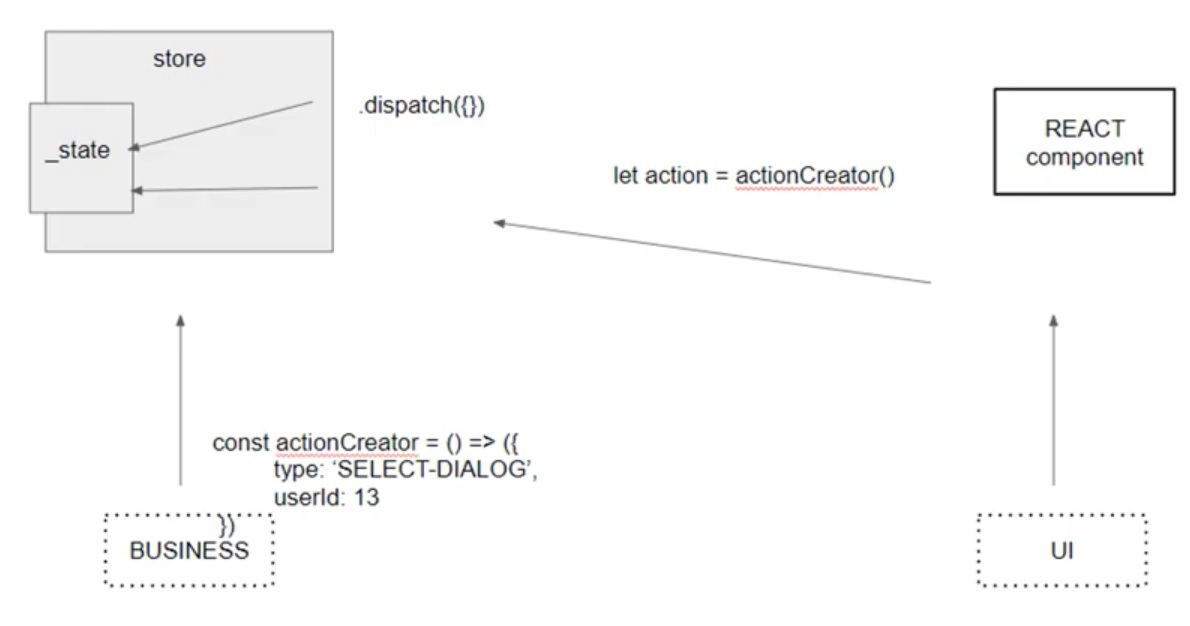 store
.dispatch({})
_state
REACT
component
let action = actionCreator()
const actionCreator = () => ({
type: ‘SELECT-DIALOG’,
userId: 13
})
BUSINESS
UI